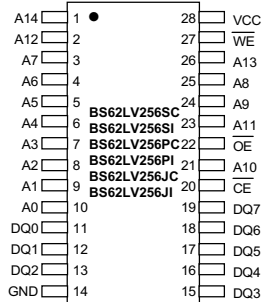 A14 1 28 VCC
A12 2 27 WE
A7 3 26 A13
A6 4 25 A8
A5 5 24 A9
BS62LV256SC
A4 6 23 A11
BS62LV256SI
A3 7 22 OE
BS62LV256PC
A2 8 21 A10
BS62LV256PI
BS62LV256JC
A1 9 20 CE
BS62LV256JI
A0 10 19 DQ7
DQ0 11 18 DQ6
DQ1 12 17 DQ5
DQ2 13 16 DQ4
GND 14 15 DQ3